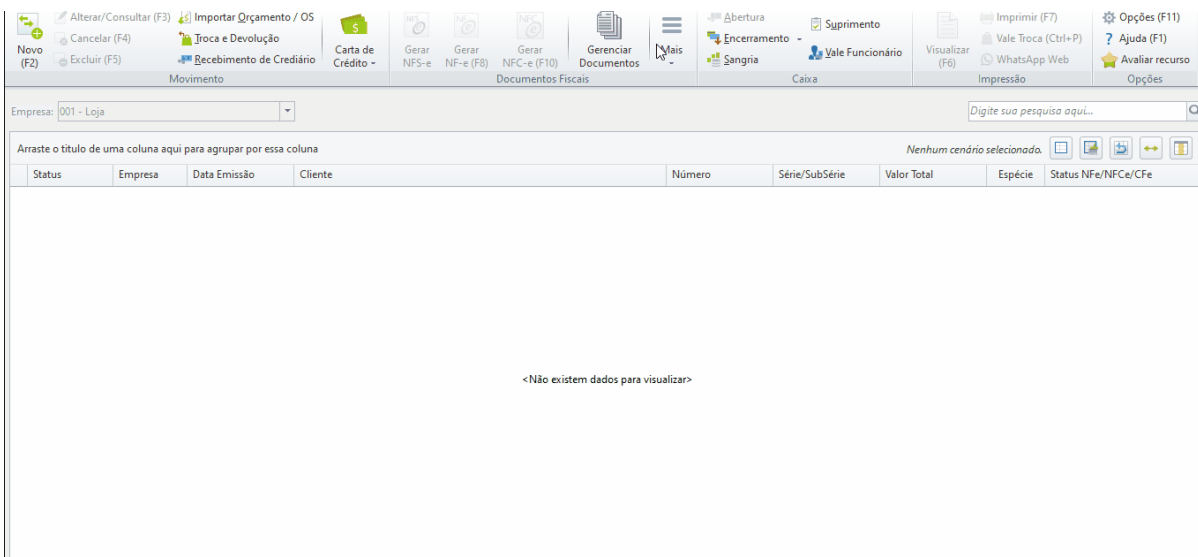 Novo
(F2)
Alterar/Consultar (F3)
Cancelar (F4)
Excluir (F5)
Importar Orçamento / OS
Troca e Devolução
Recebimento de Crediário
Movimento
Carta de
Crédito
Gerar
NFS-e
Gerar
NF-e (F8)
Gerar
NFC-e (F10)
Gerenciar
Documentos
Mais
Documentos Fiscais
Abertura
Encerramento
Sangria
Suprimento
Vale Funcionário
Caixa
Visualizar
(F6)
Imprimir (F7)
Vale Troca (Ctrl+P)
WhatsApp Web
Impressão
Opções (F11)
Ajuda (F1)
Avaliar recurso
Opções
Empresa: 001 - Loja
Digite sua pesquisa aqui...
Arraste o titulo de uma coluna aqui para agrupar por essa coluna
Nenhum cenário selecionado.
Status Empresa Data Emissão Cliente Número Série/SubSérie Valor Total Espécie Status NFe/NFCe/CFe
<Não existem dados para visualizar>